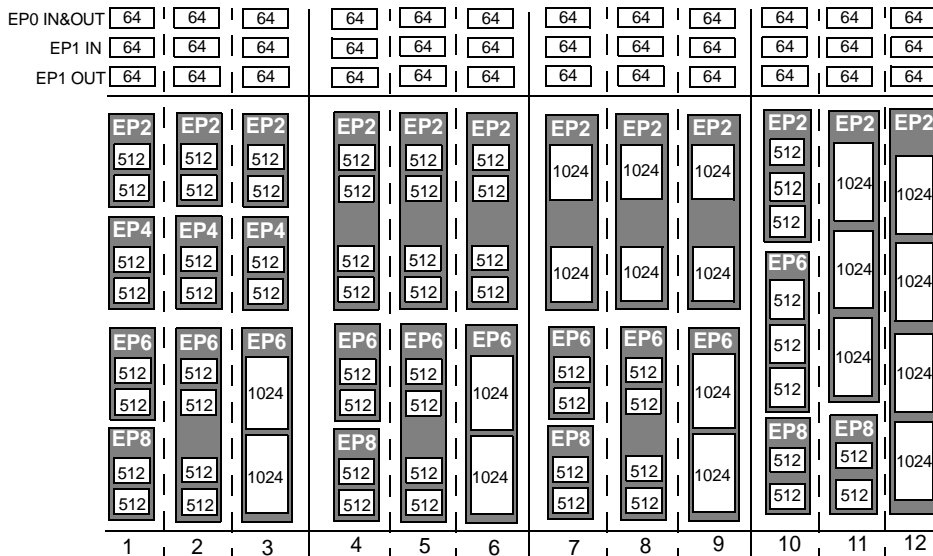 EP0 IN&OUT 64 64 64 64 64 64 64 64 64 64 64 64
EP1 IN 64 64 64 64 64 64 64 64 64 64 64 64
EP1 OUT 64 64 64 64 64 64 64 64 64 64 64 64
EP2 EP2 EP2 EP2 EP2 EP2 EP2 EP2 EP2 EP2 EP2 EP2
512 512 512 512 512 512 1024 1024 1024 512
512 512 512 512 512 512 512 1024 1024
512
EP4 EP4 EP4 EP6
512 512 512 512 512 512 1024 1024 1024 1024 1024
512 512 512 512 512 512 512
EP6 EP6 EP6 EP6 EP6 EP6 EP6 EP6 EP6 512 1024
512 512 512 512 512 512 1024
512 512 1024 512 512 1024 512 512 1024 512
EP8 EP8 EP8 EP8 EP8
512 512 1024 512 512 1024 512 512 1024 512 512 1024
512 512 512 512 512 512 512 512
1 2 3 4 5 6 7 8 9 10 11 12